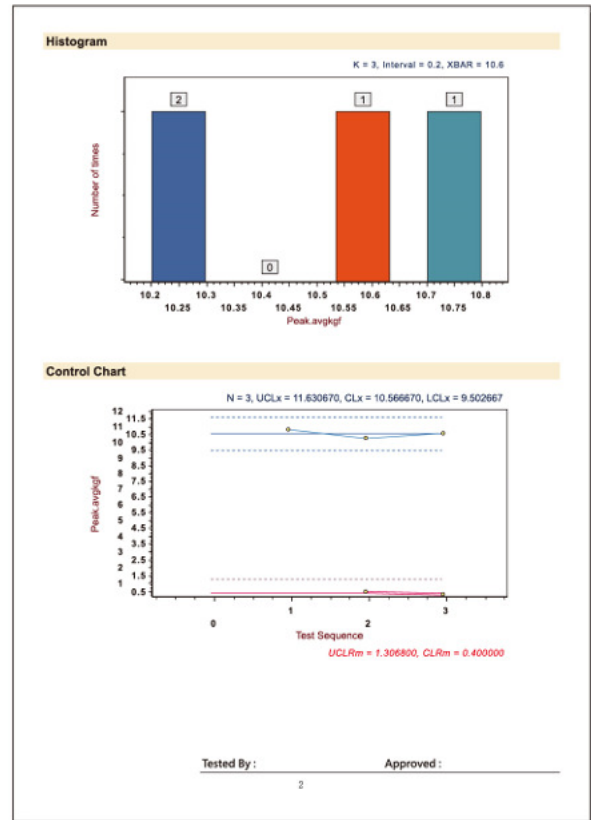 Histogram
K = 3, Interval = 0.2, XBAR = 10.6
2
1
1
0
Number of times
10.2 10.3 10.4 10.5 10.6 10.7 10.8
10.25 10.35 10.45 10.55 10.65 10.75
Peak.avgkgf
Control Chart
N = 3, UCLx = 11.630670, CLx = 10.566670, LCLx = 9.502667
12
11.5
11
10.5
10
9.5
9
8.5
8
7.5
7
6.5
6
5.5
5
4.5
4
3.5
3
2.5
2
1.5
1
0.5
Peak.avgkgf
1 3
0 2
Test Sequence
UCLRm = 1.306800, CLRm = 0.400000
Tested By : Approved :
2